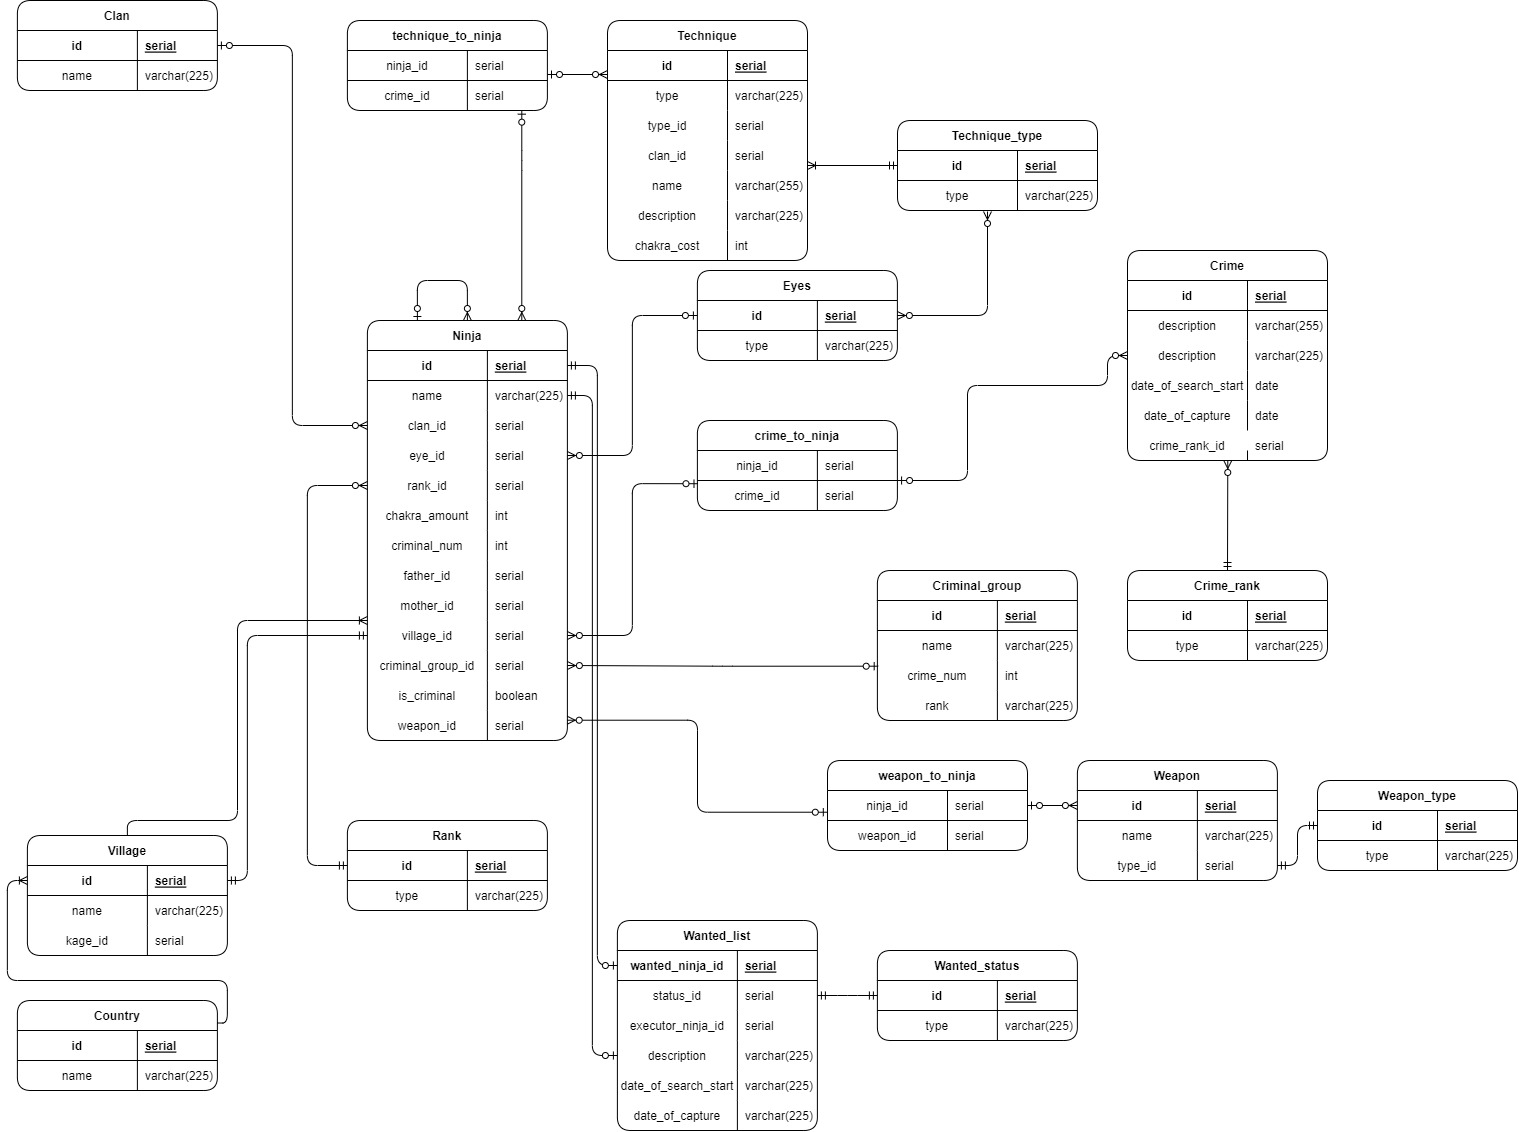 Clan
id serial
name varchar(225)
technique_to_ninja
ninja_id serial
crime_id serial
Technique
id serial
type varchar(225)
type_id serial
clan_id serial
name varchar(255)
description varchar(225)
chakra_cost int
Technique_type
id serial
type varchar(225)
Eyes
id serial
type varchar(225)
Crime
id serial
description varchar(255)
description varchar(225)
date_of_search_start date
date_of_capture date
crime_rank_id serial
Ninja
id serial
name varchar(225)
clan_id serial
eye_id serial
rank_id serial
chakra_amount int
criminal_num int
father_id serial
mother_id serial
village_id serial
criminal_group_id serial
is_criminal boolean
weapon_id serial
crime_to_ninja
ninja_id serial
crime_id serial
Criminal_group
id serial
name varchar(225)
crime_num int
rank varchar(225)
Crime_rank
id serial
type varchar(225)
weapon_to_ninja
ninja_id serial
weapon_id serial
Weapon
id serial
name varchar(225)
type_id serial
Weapon_type
id serial
type varchar(225)
Village
id serial
name varchar(225)
kage_id serial
Rank
id serial
type varchar(225)
Wanted_list
wanted_ninja_id serial
status_id serial
executor_ninja_id serial
description varchar(225)
date_of_search_start varchar(225)
date_of_capture varchar(225)
Wanted_status
id serial
type varchar(225)
Country
id serial
name varchar(225)